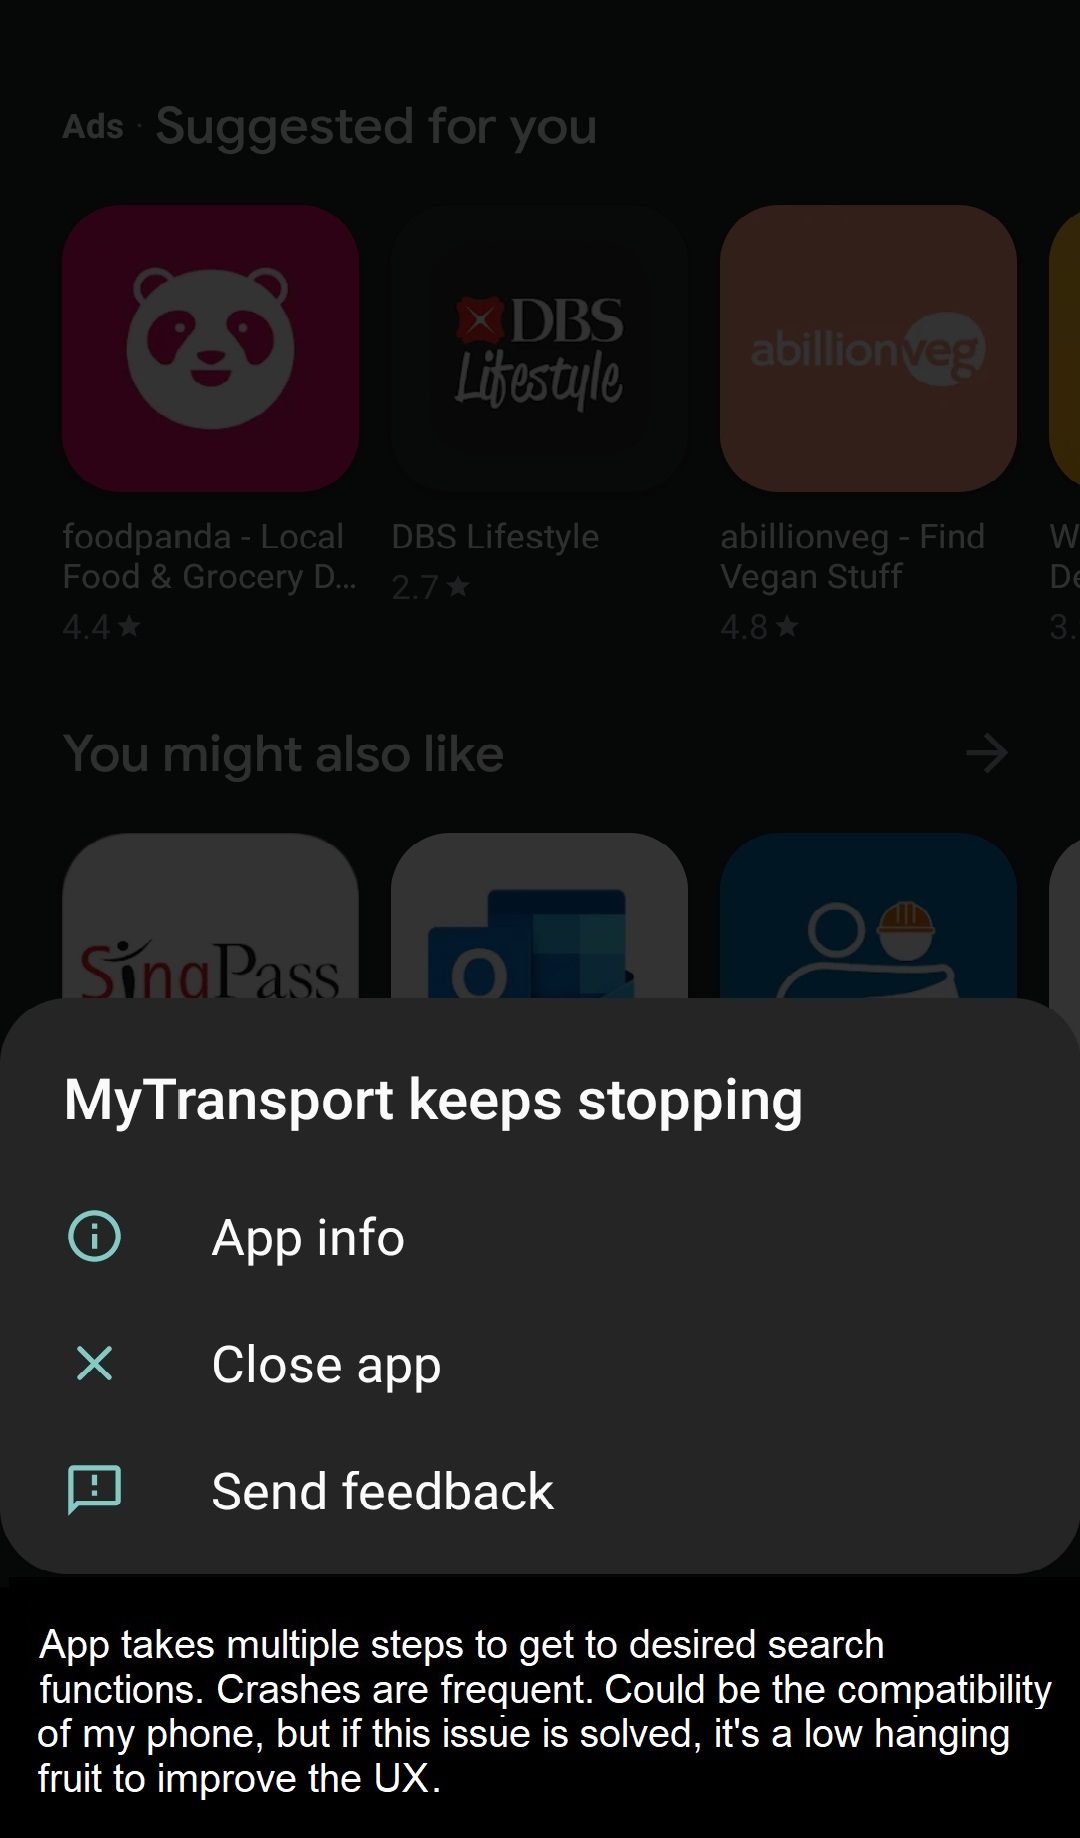 Ads · Suggested for you
DBS
Lifestyle
abillionveg
foodpanda - Local
Food & Grocery D...
4.4★
DBS Lifestyle
2.7★
abillionveg - Find
Vegan Stuff
4.8★
W
De
3.
You might also like
SingPass
O
MyTransport keeps stopping
App info
Close app
Send feedback
App takes multiple steps to get to desired search
functions. Crashes are frequent. Could be the compatibility
of my phone, but if this issue is solved, it's a low hanging
fruit to improve the UX.